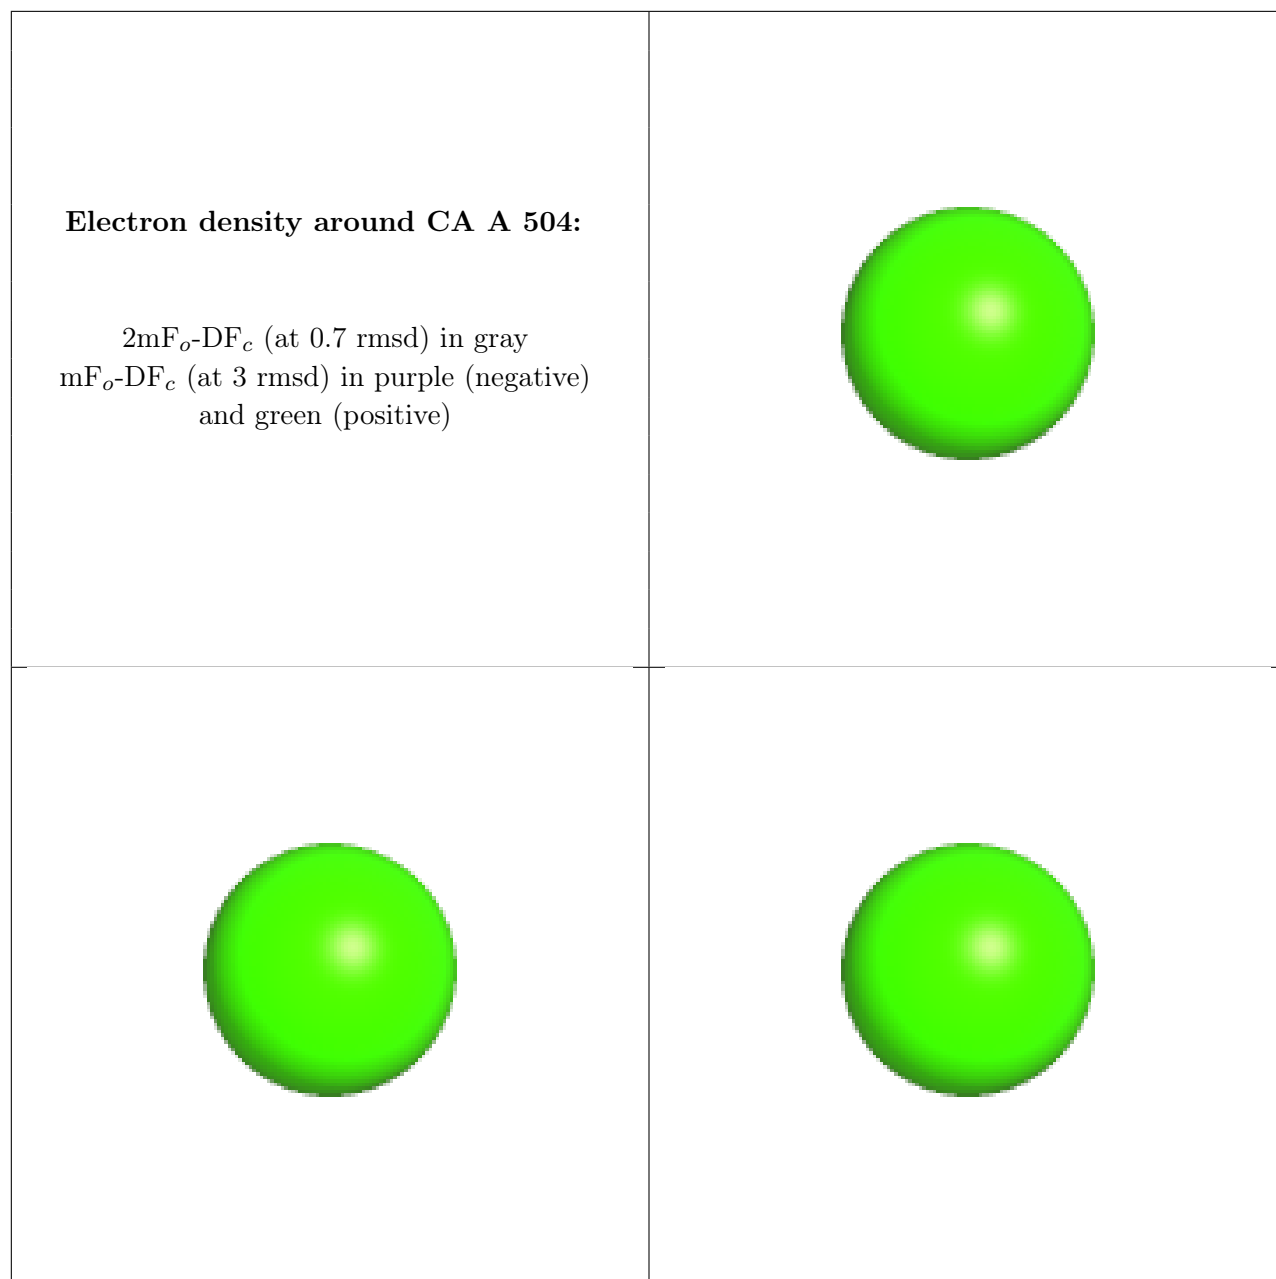 Electron density around CA A 504:
2mFo-DFc (at 0.7 rmsd) in gray
mFo-DFc (at 3 rmsd) in purple (negative)
and green (positive)